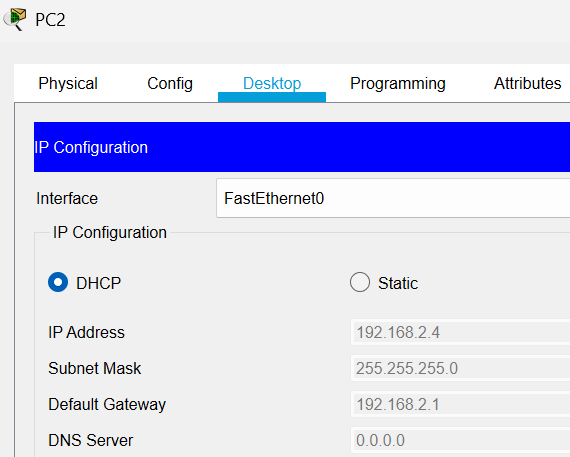 PC2
Physical Config Desktop Programming Attributes
IP Configuration
Interface FastEthernet0
IP Configuration
DHCP Static
IP Address 192.168.2.4
Subnet Mask 255.255.255.0
Default Gateway 192.168.2.1
DNS Server 0.0.0.0